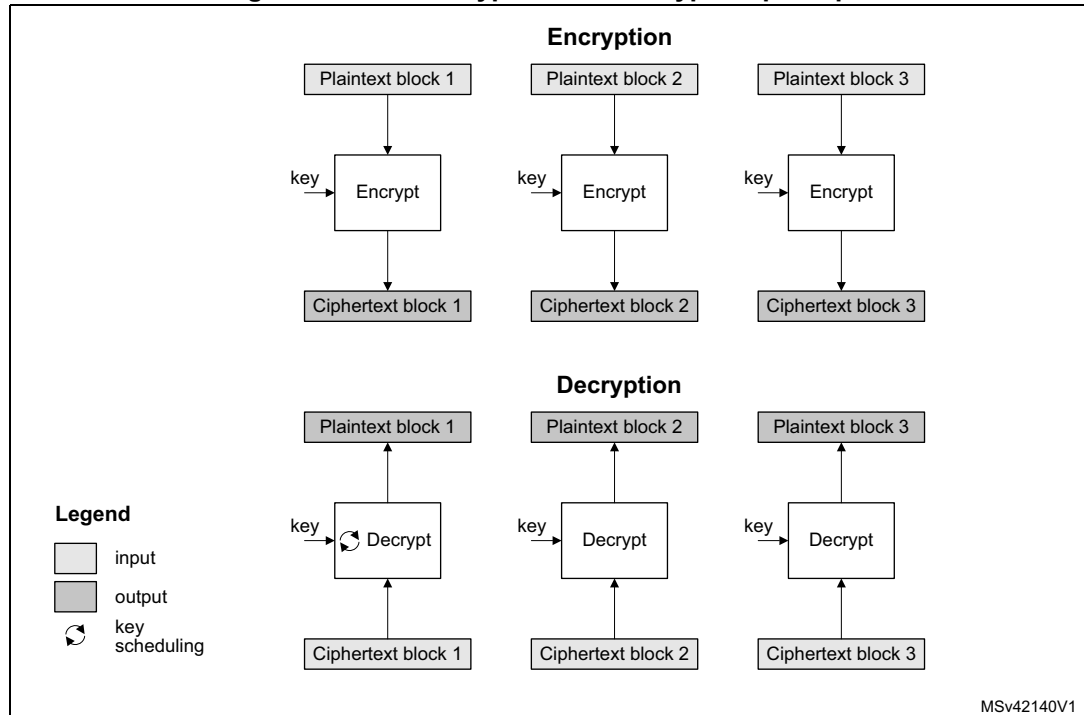 Encryption
Plaintext block 1
Plaintext block 2
Plaintext block 3
key
Encrypt
key
Encrypt
key
Encrypt
Ciphertext block 1
Ciphertext block 2
Ciphertext block 3
Decryption
Plaintext block 1
Plaintext block 2
Plaintext block 3
key
Decrypt
key
Decrypt
key
Decrypt
Ciphertext block 1
Ciphertext block 2
Ciphertext block 3
Legend
input
output
key
scheduling
MSv42140V1